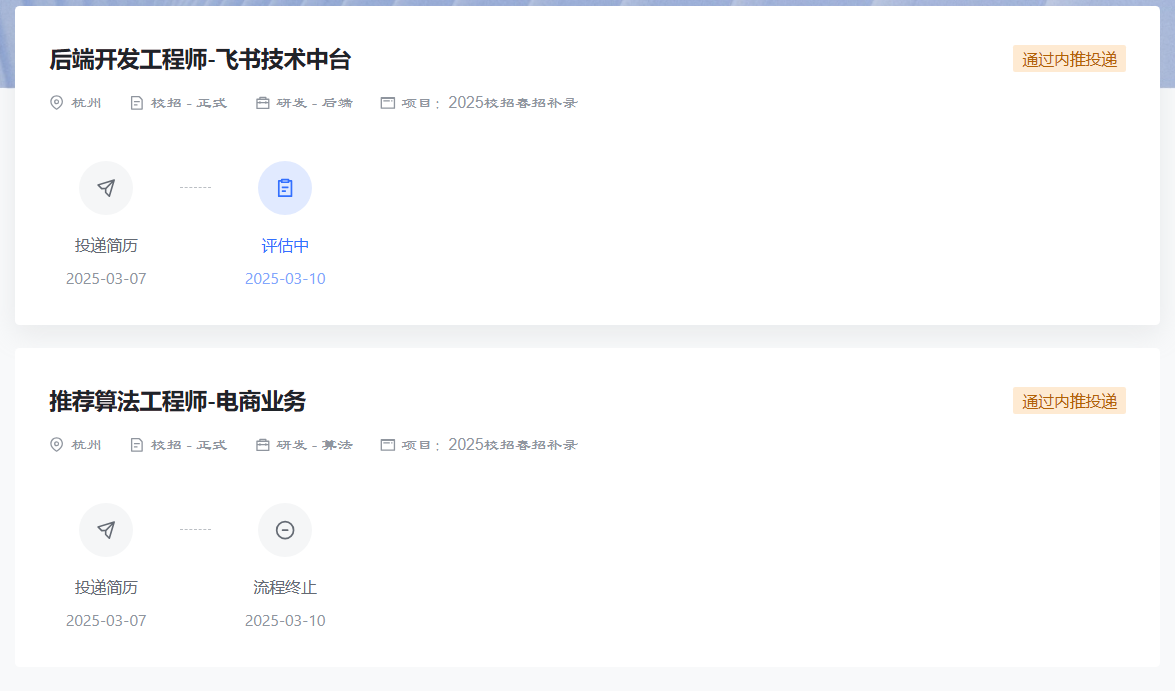 后端开发工程师-飞书技术中台
通过内推投递
杭州 校招 - 正式 研发 - 后端 项目：2025校招春招补录
投递简历 评估中
2025-03-07 2025-03-10
推荐算法工程师-电商业务
通过内推投递
杭州 校招 - 正式 研发 - 算法 项目：2025校招春招补录
投递简历 流程终止
2025-03-07 2025-03-10